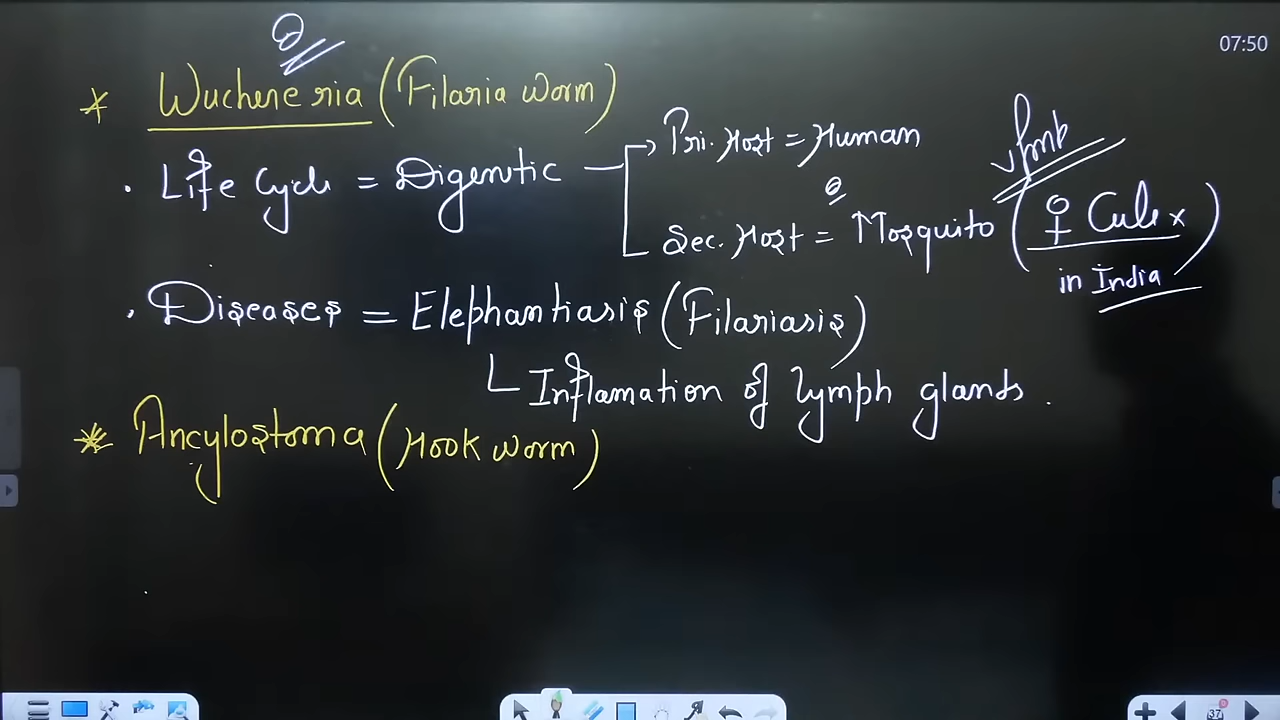 07:50
* Wuchereria (Filaria worm)
. Life Cycle = Digenetic
Pri. Host = Human
Sec. Host = Mosquito (♀ Culex)
in India
Imp
. Diseases = Elephantiasis (Filariasis)
Inflamation of lymph glands.
* Ancylostoma (Hook worm)
37